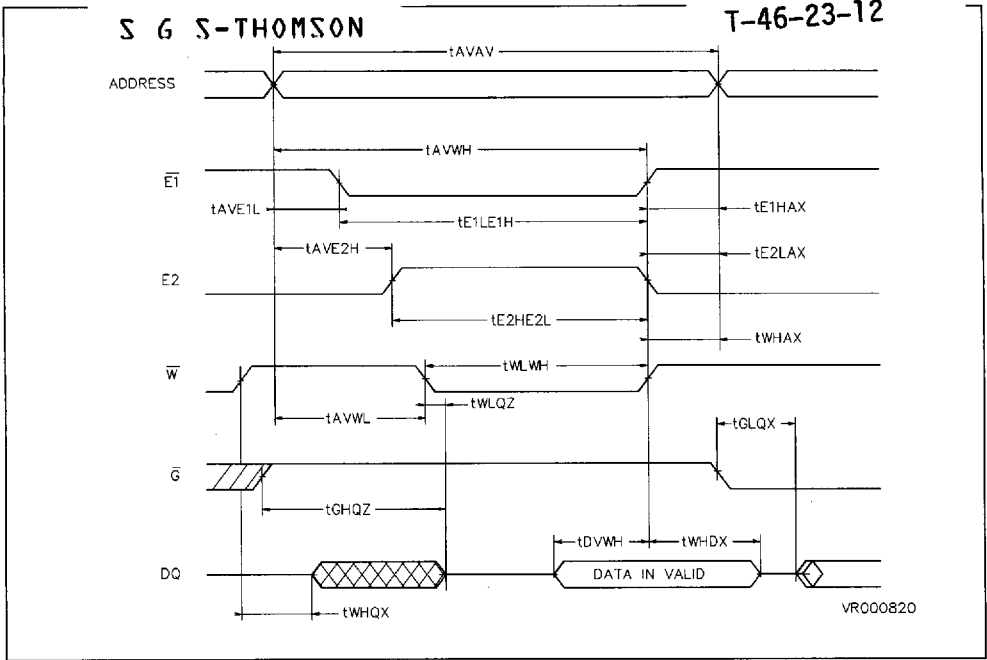 S G S-THOMSON
T-46-23-12
tAVAV
ADDRESS
tAVWH
E1
tAVE1L
tE1HAX
tE1LE1H
tAVE2H
tE2LAX
E2
tE2HE2L
tWHAX
W
tWLWH
tWLQZ
tAVWL
tGLQX
G
tGHQZ
tDVWH
tWHDX
DQ
DATA IN VALID
VR000820
tWHQX